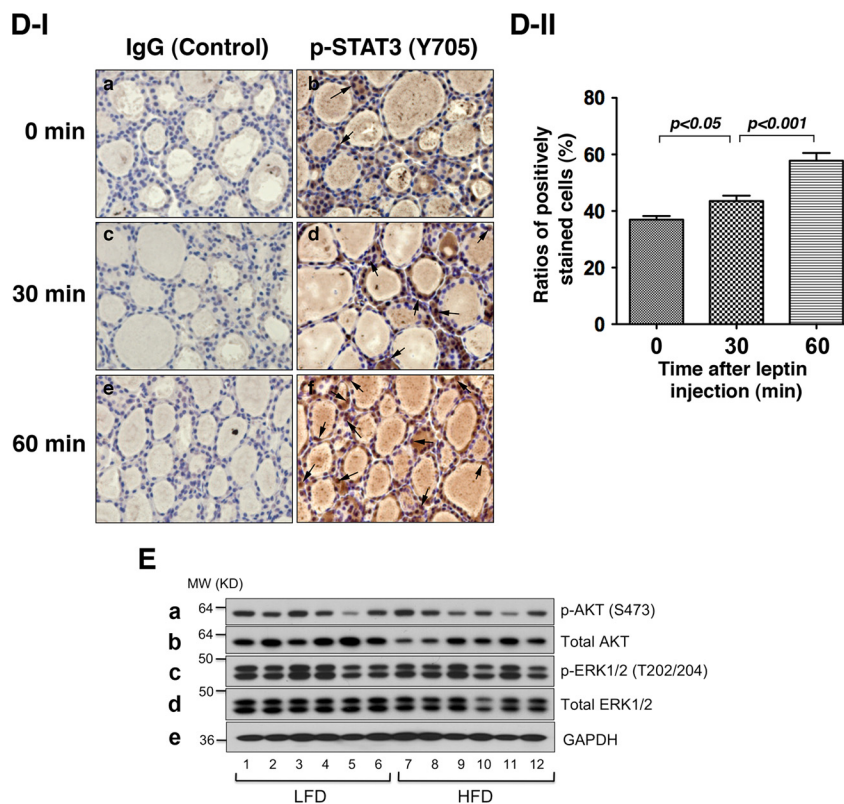 D-I
IgG (Control) p-STAT3 (Y705)
0 min
a
b
30 min
c
d
60 min
e
f
D-II
Ratios of positively
stained cells (%)
80
60
40
20
0
p<0.05 p<0.001
0 30 60
Time after leptin
injection (min)
E
MW (KD)
a 64 p-AKT (S473)
b 64 Total AKT
c 50 p-ERK1/2 (T202/204)
d 50 Total ERK1/2
e 36 GAPDH
1 2 3 4 5 6 7 8 9 10 11 12
LFD HFD